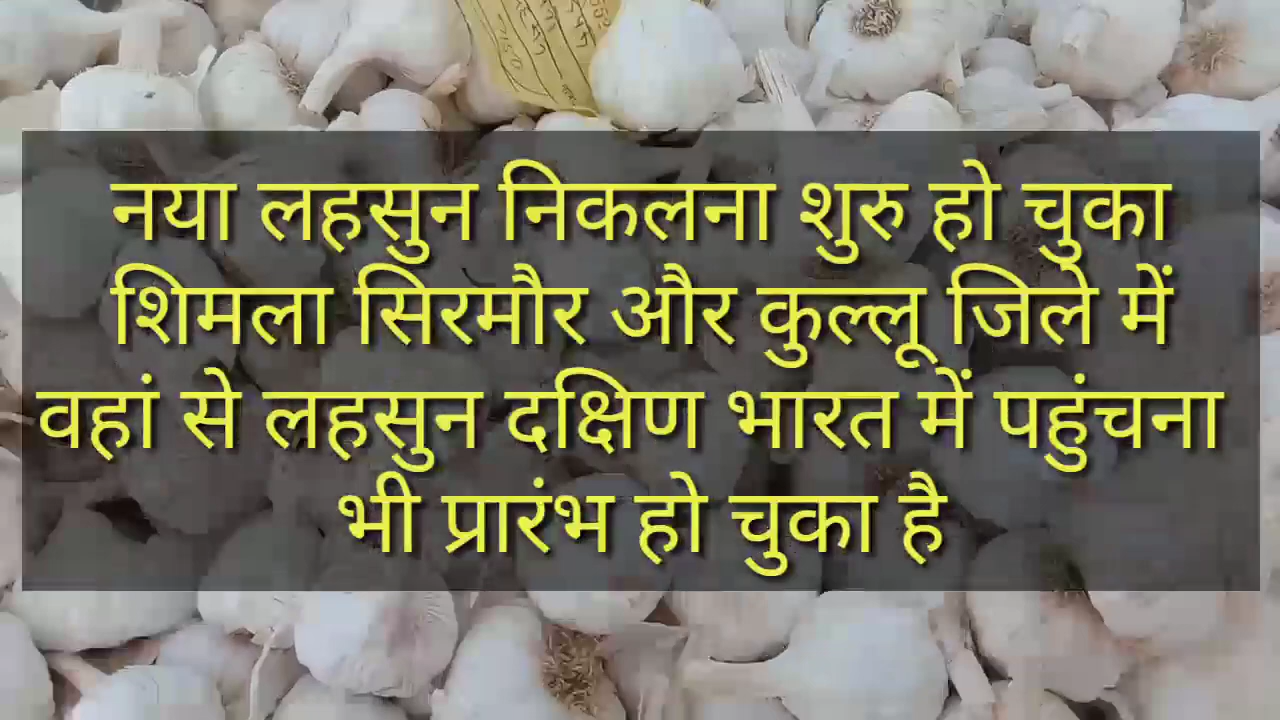 नया लहसुन निकलना शुरु हो चुका
शिमला सिरमौर और कुल्लू जिले में
वहां से लहसुन दक्षिण भारत में पहुंचना
भी प्रारंभ हो चुका है